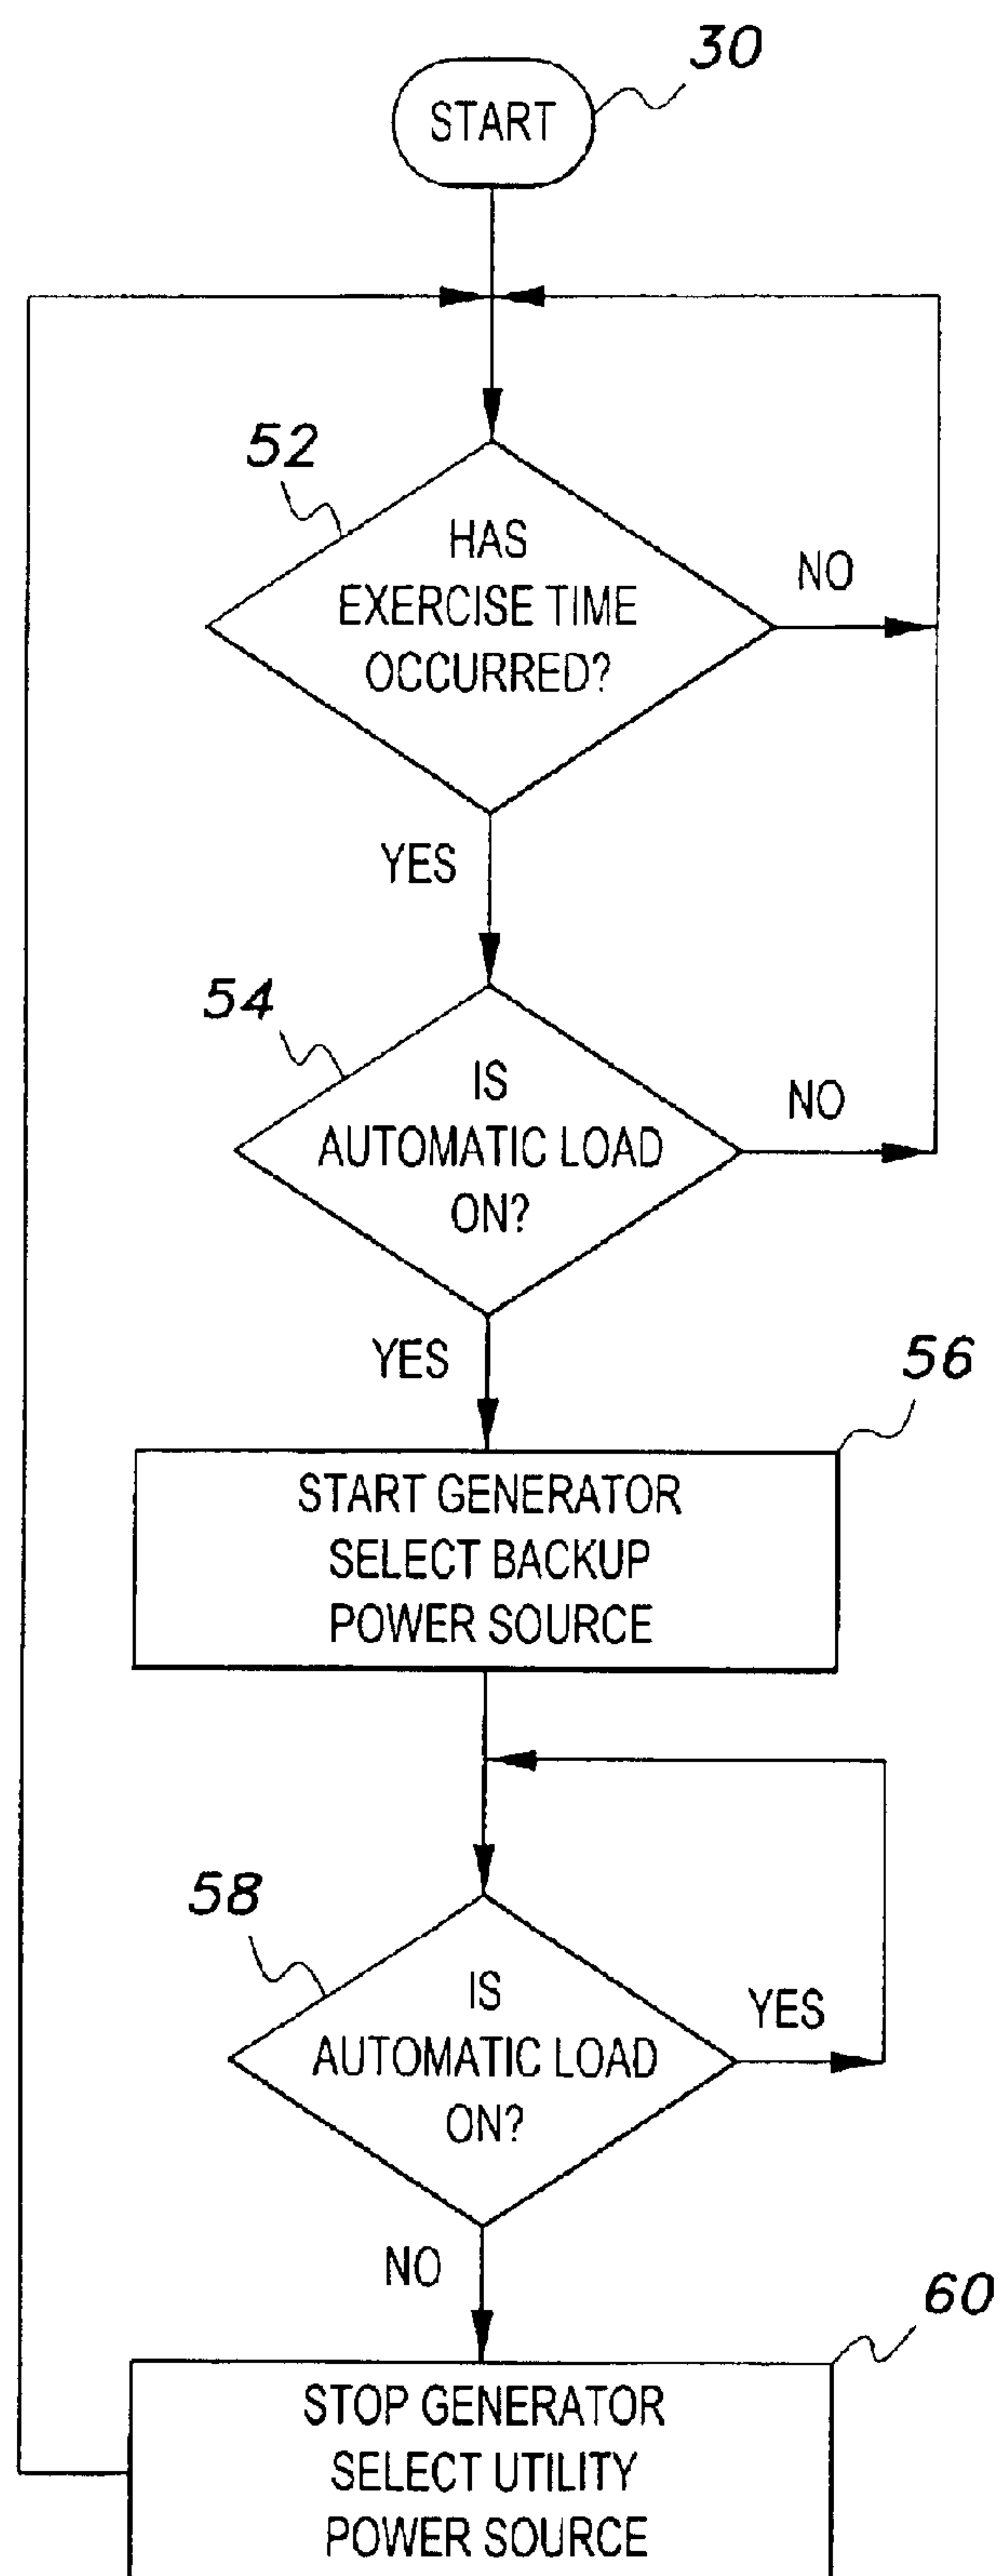 30
START
52
HAS
EXERCISE TIME
OCCURRED?
NO
YES
54
IS
AUTOMATIC LOAD
ON?
NO
YES
56
START GENERATOR
SELECT BACKUP
POWER SOURCE
58
IS
AUTOMATIC LOAD
ON?
YES
NO
60
STOP GENERATOR
SELECT UTILITY
POWER SOURCE